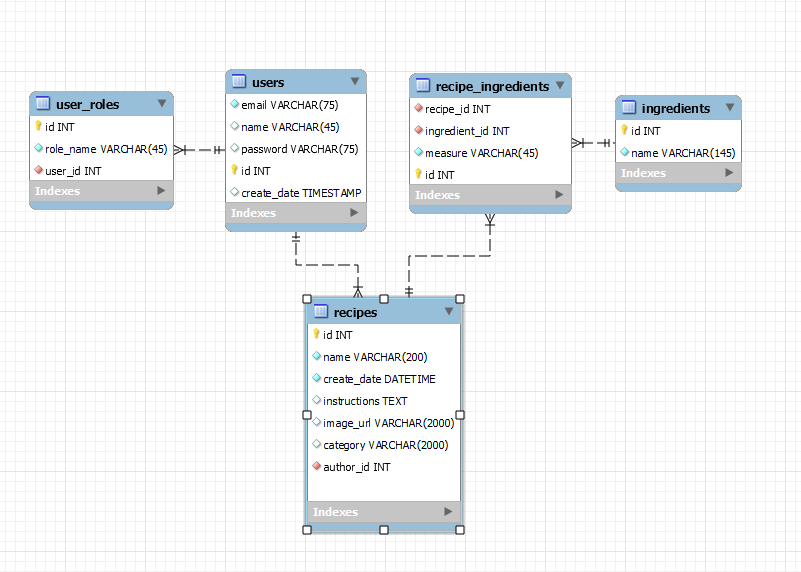 user_roles
id INT
role_name VARCHAR(45)
user_id INT
Indexes
users
email VARCHAR(75)
name VARCHAR(45)
password VARCHAR(75)
id INT
create_date TIMESTAMP
Indexes
recipe_ingredients
recipe_id INT
ingredient_id INT
measure VARCHAR(45)
id INT
Indexes
ingredients
id INT
name VARCHAR(145)
Indexes
recipes
id INT
name VARCHAR(200)
create_date DATETIME
instructions TEXT
image_url VARCHAR(2000)
category VARCHAR(2000)
author_id INT
Indexes